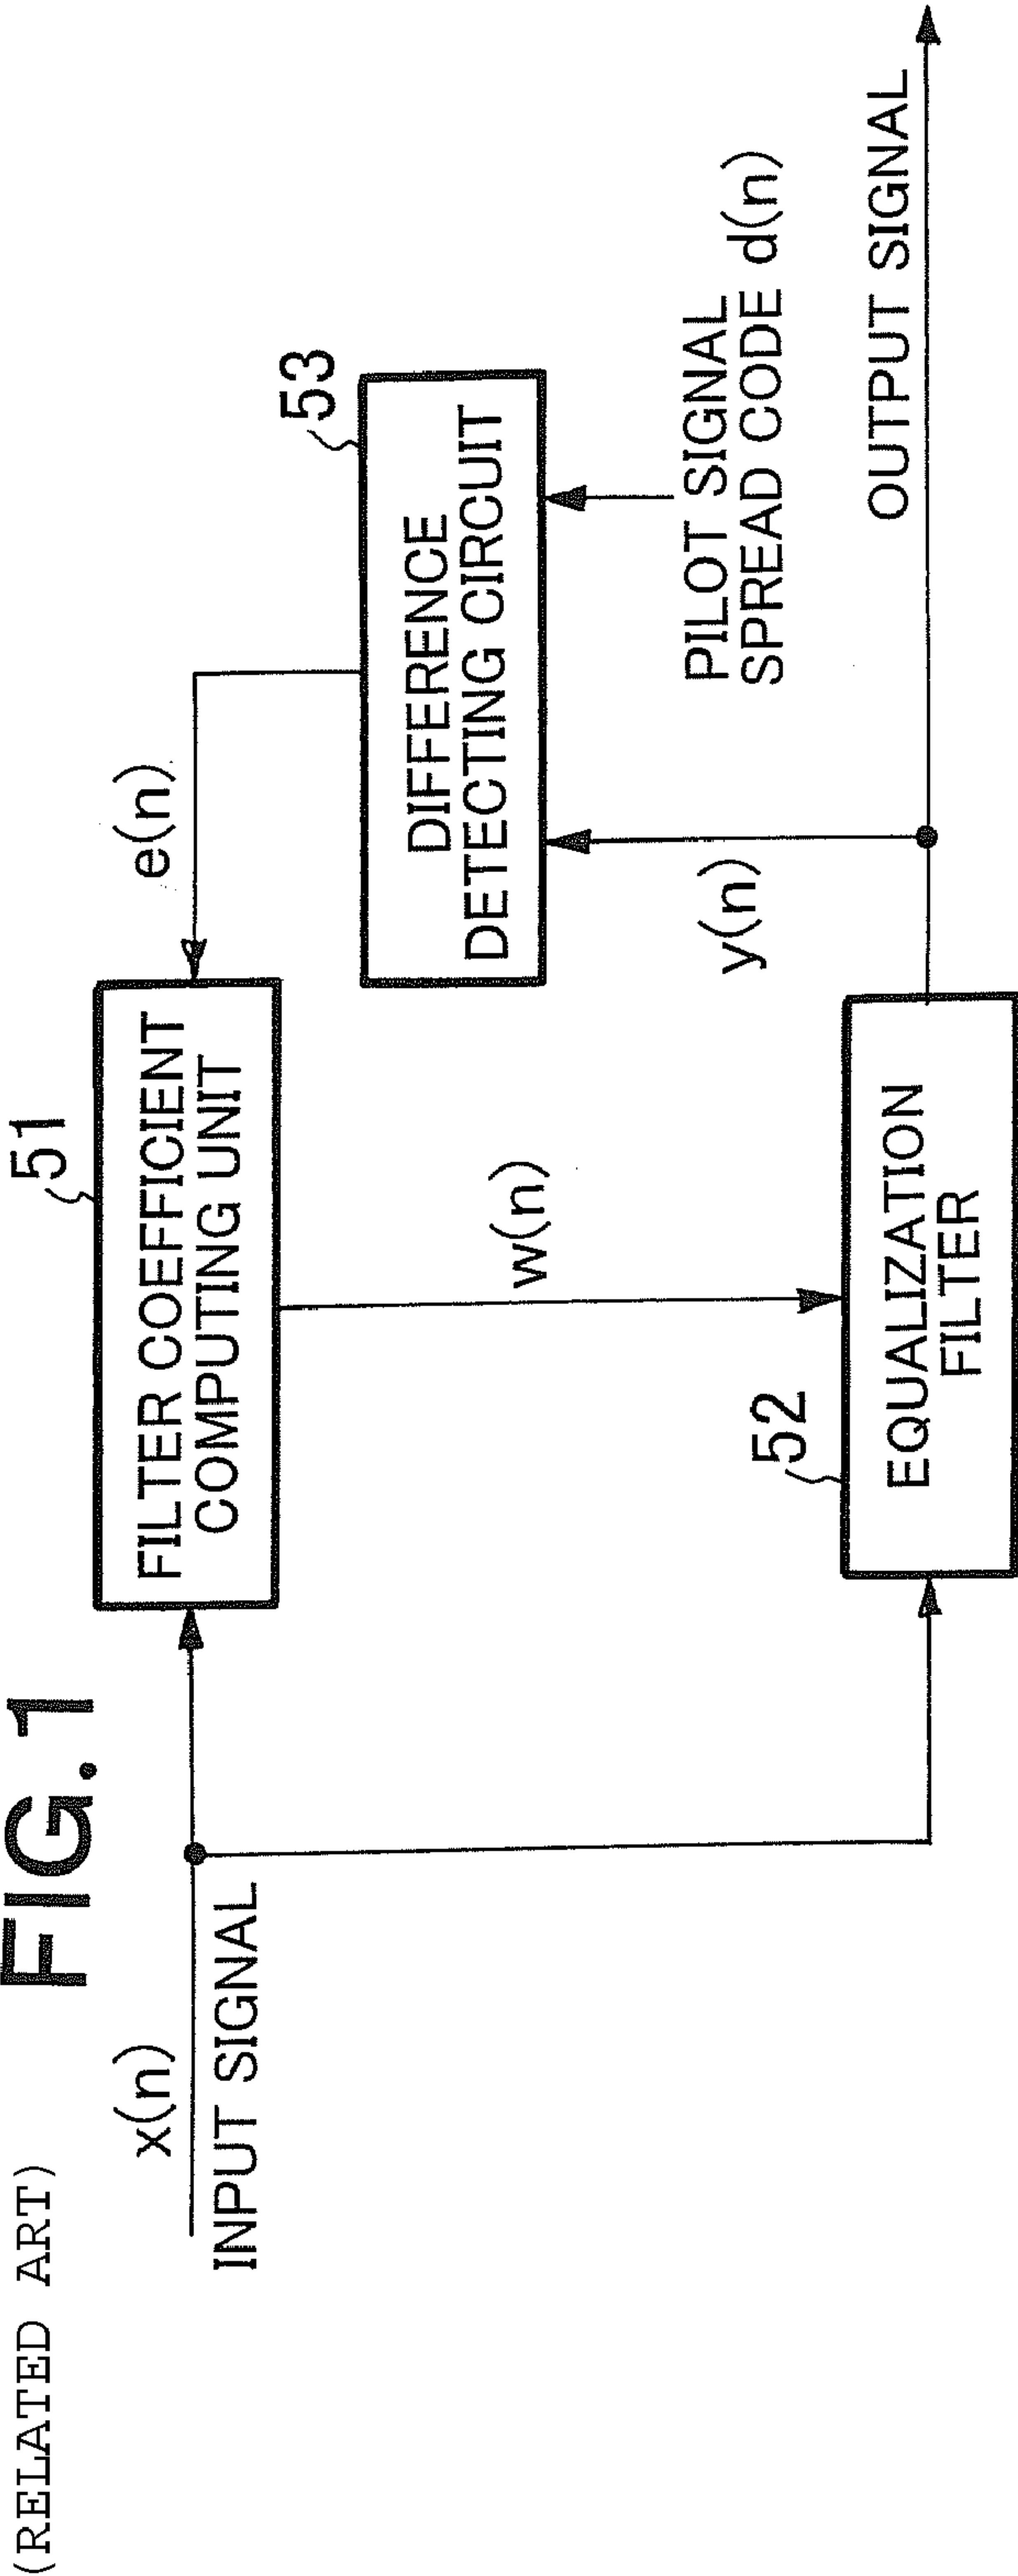 (RELATED ART)
FIG.1
x(n)
INPUT SIGNAL
51
FILTER COEFFICIENT
COMPUTING UNIT
e(n)
53
DIFFERENCE
DETECTING CIRCUIT
w(n)
y(n)
PILOT SIGNAL
SPREAD CODE d(n)
52
EQUALIZATION
FILTER
OUTPUT SIGNAL